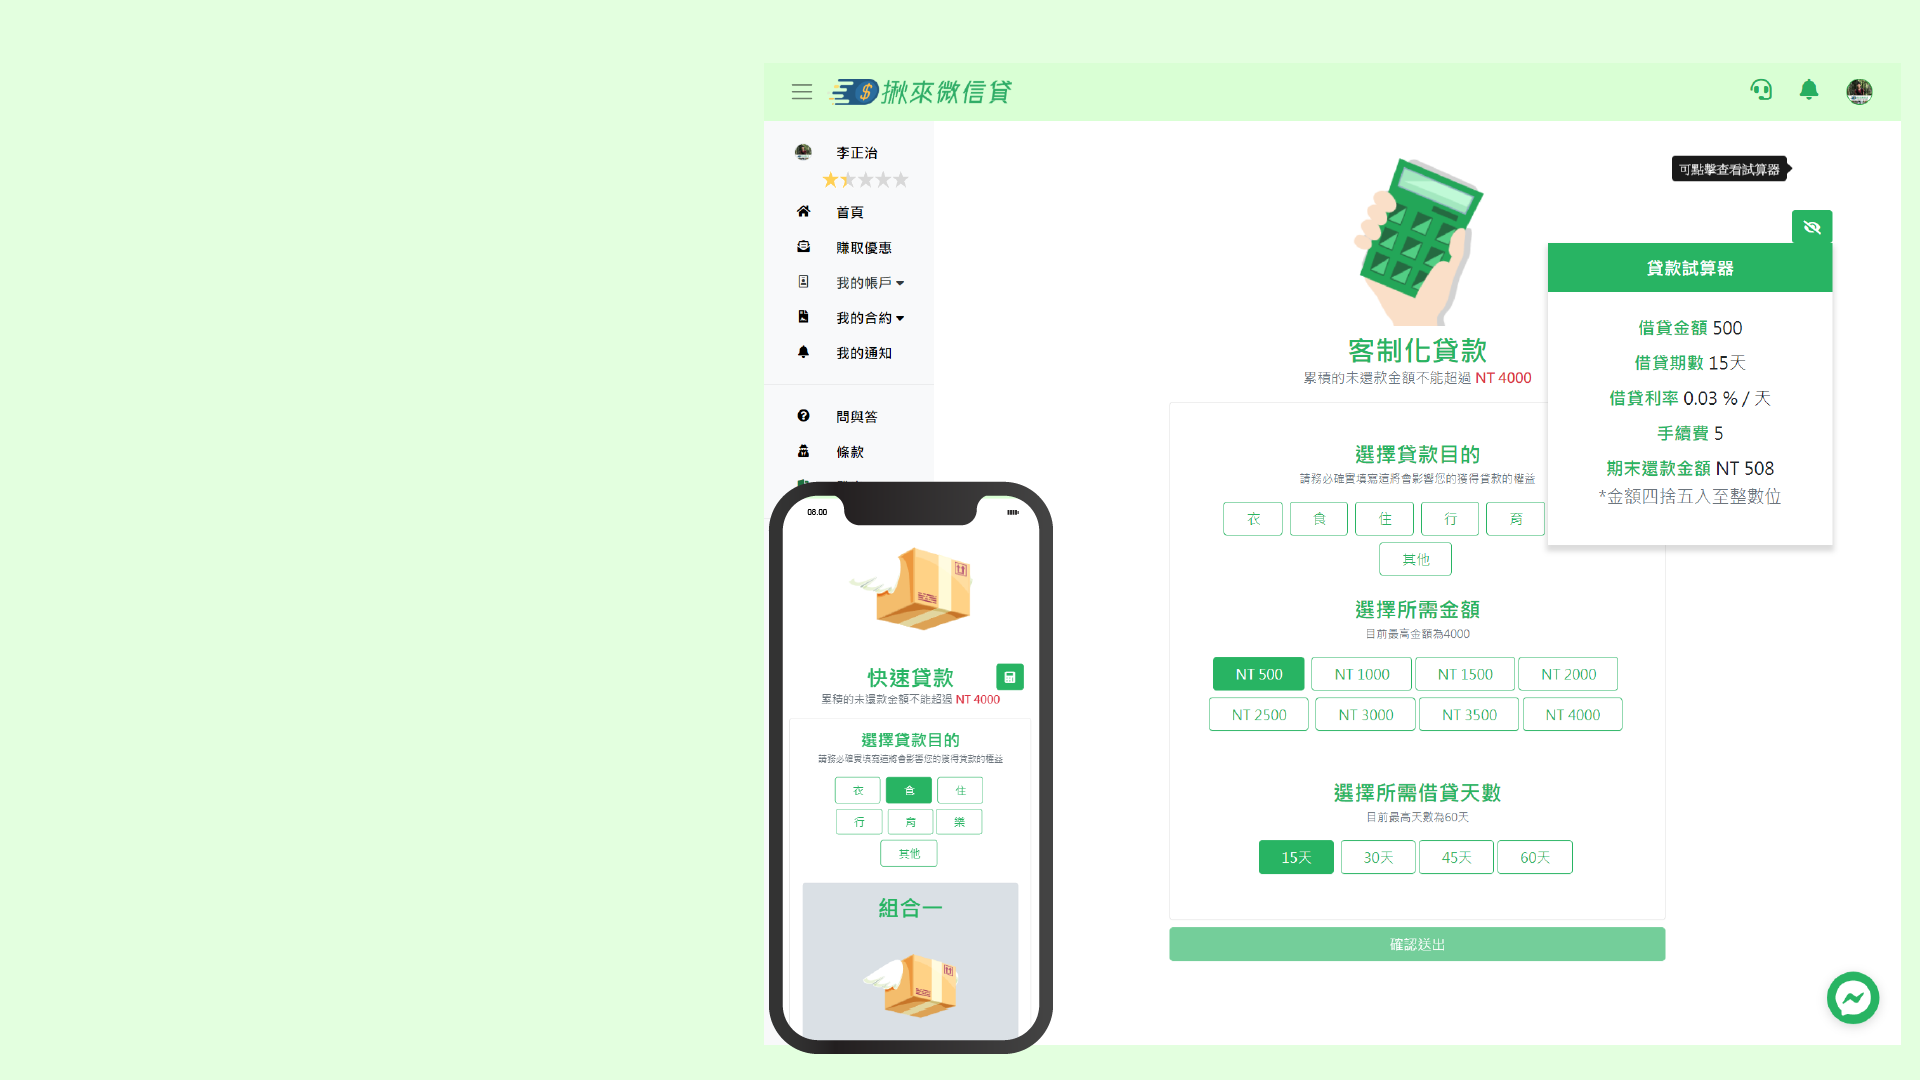 揪來微信貸
李正治
首頁
賺取優惠
我的帳戶
我的合約
我的通知
問與答
條款
可點擊查看試算器
客制化貸款
累積的未還款金額不能超過 NT 4000
選擇貸款目的
請務必確實填寫這將會影響您的獲得貸款的權益
衣 食 住 行 育
其他
選擇所需金額
目前最高金額為4000
NT 500 NT 1000 NT 1500 NT 2000
NT 2500 NT 3000 NT 3500 NT 4000
選擇所需借貸天數
目前最高天數為60天
15天 30天 45天 60天
確認送出
貸款試算器
借貸金額 500
借貸期數 15天
借貸利率 0.03 % / 天
手續費 5
期末還款金額 NT 508
*金額四捨五入至整數位
08.00
快速貸款
累積的未還款金額不能超過 NT 4000
選擇貸款目的
請務必確實填寫這將會影響您的獲得貸款的權益
衣 食 住
行 育 樂
其他
組合一